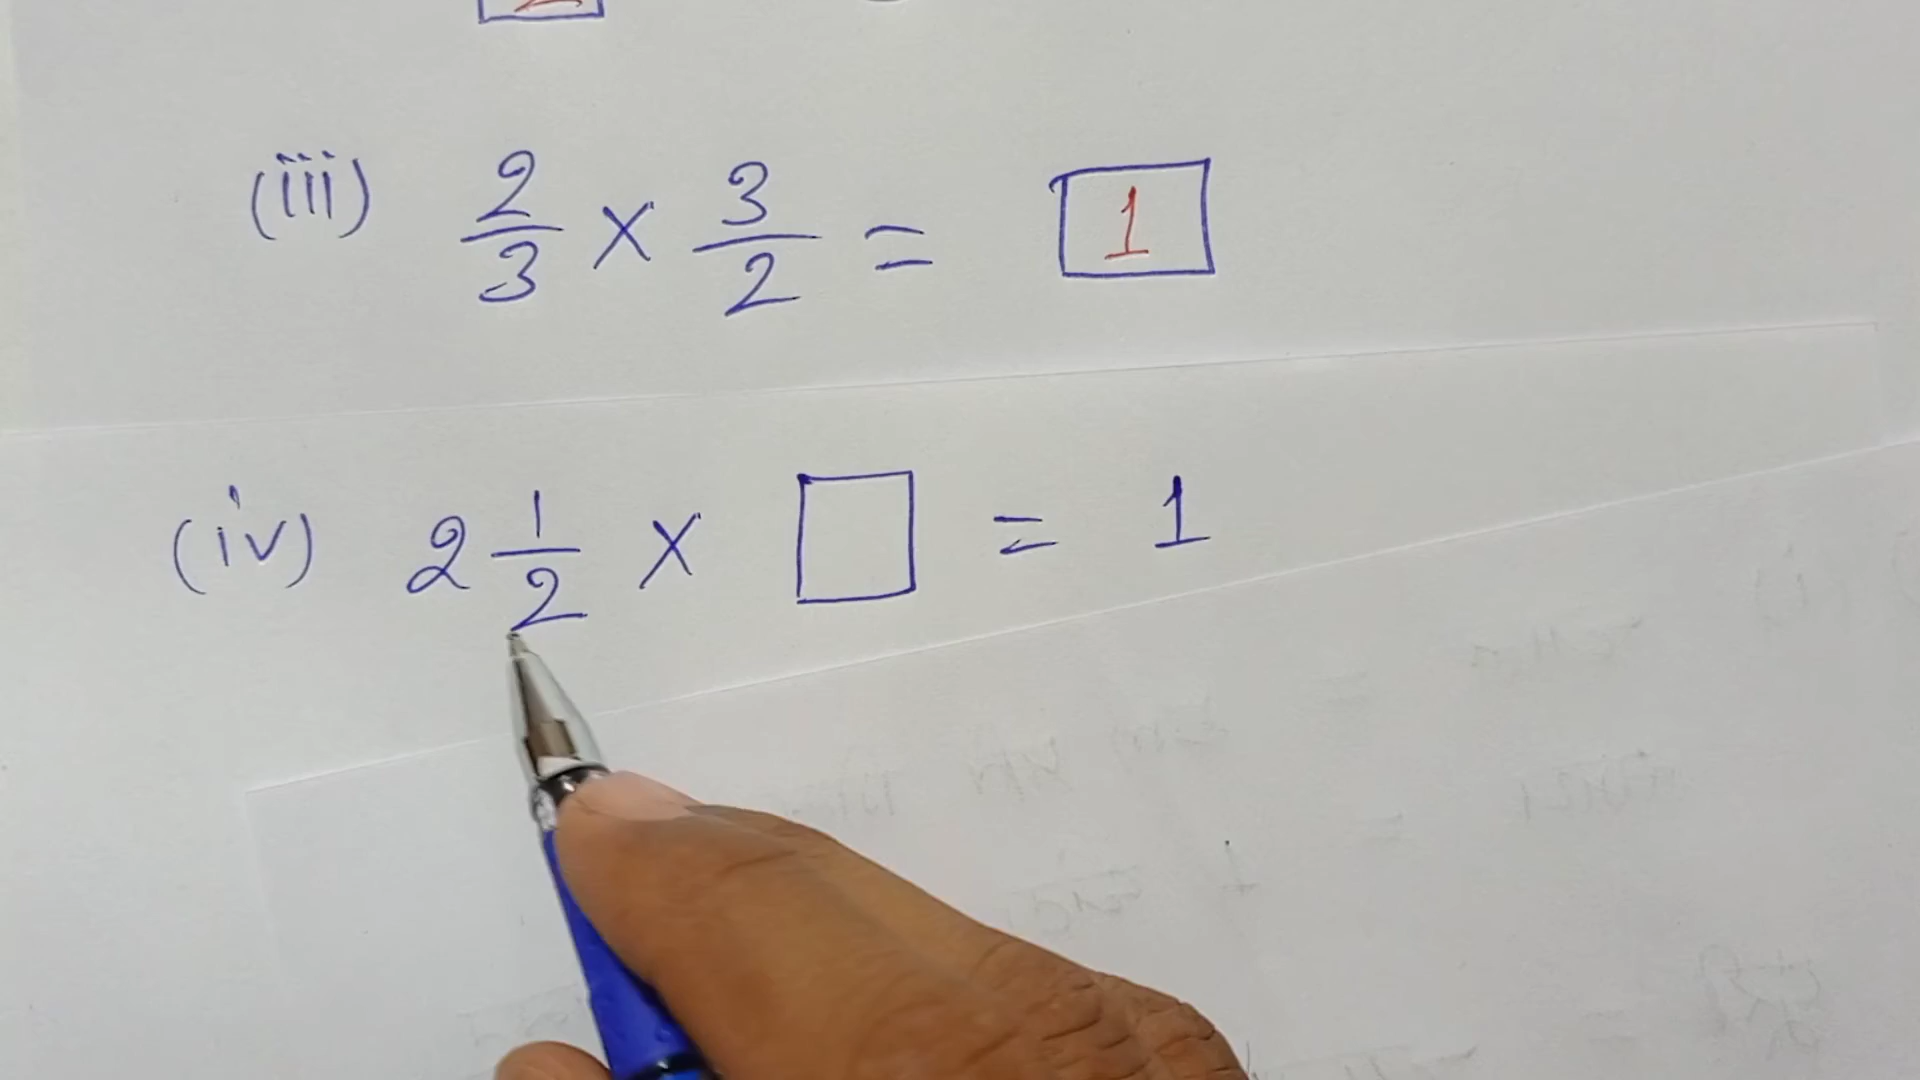 (iii) 2/3 × 3/2 = 1
(iv) 2 1/2 × □ = 1